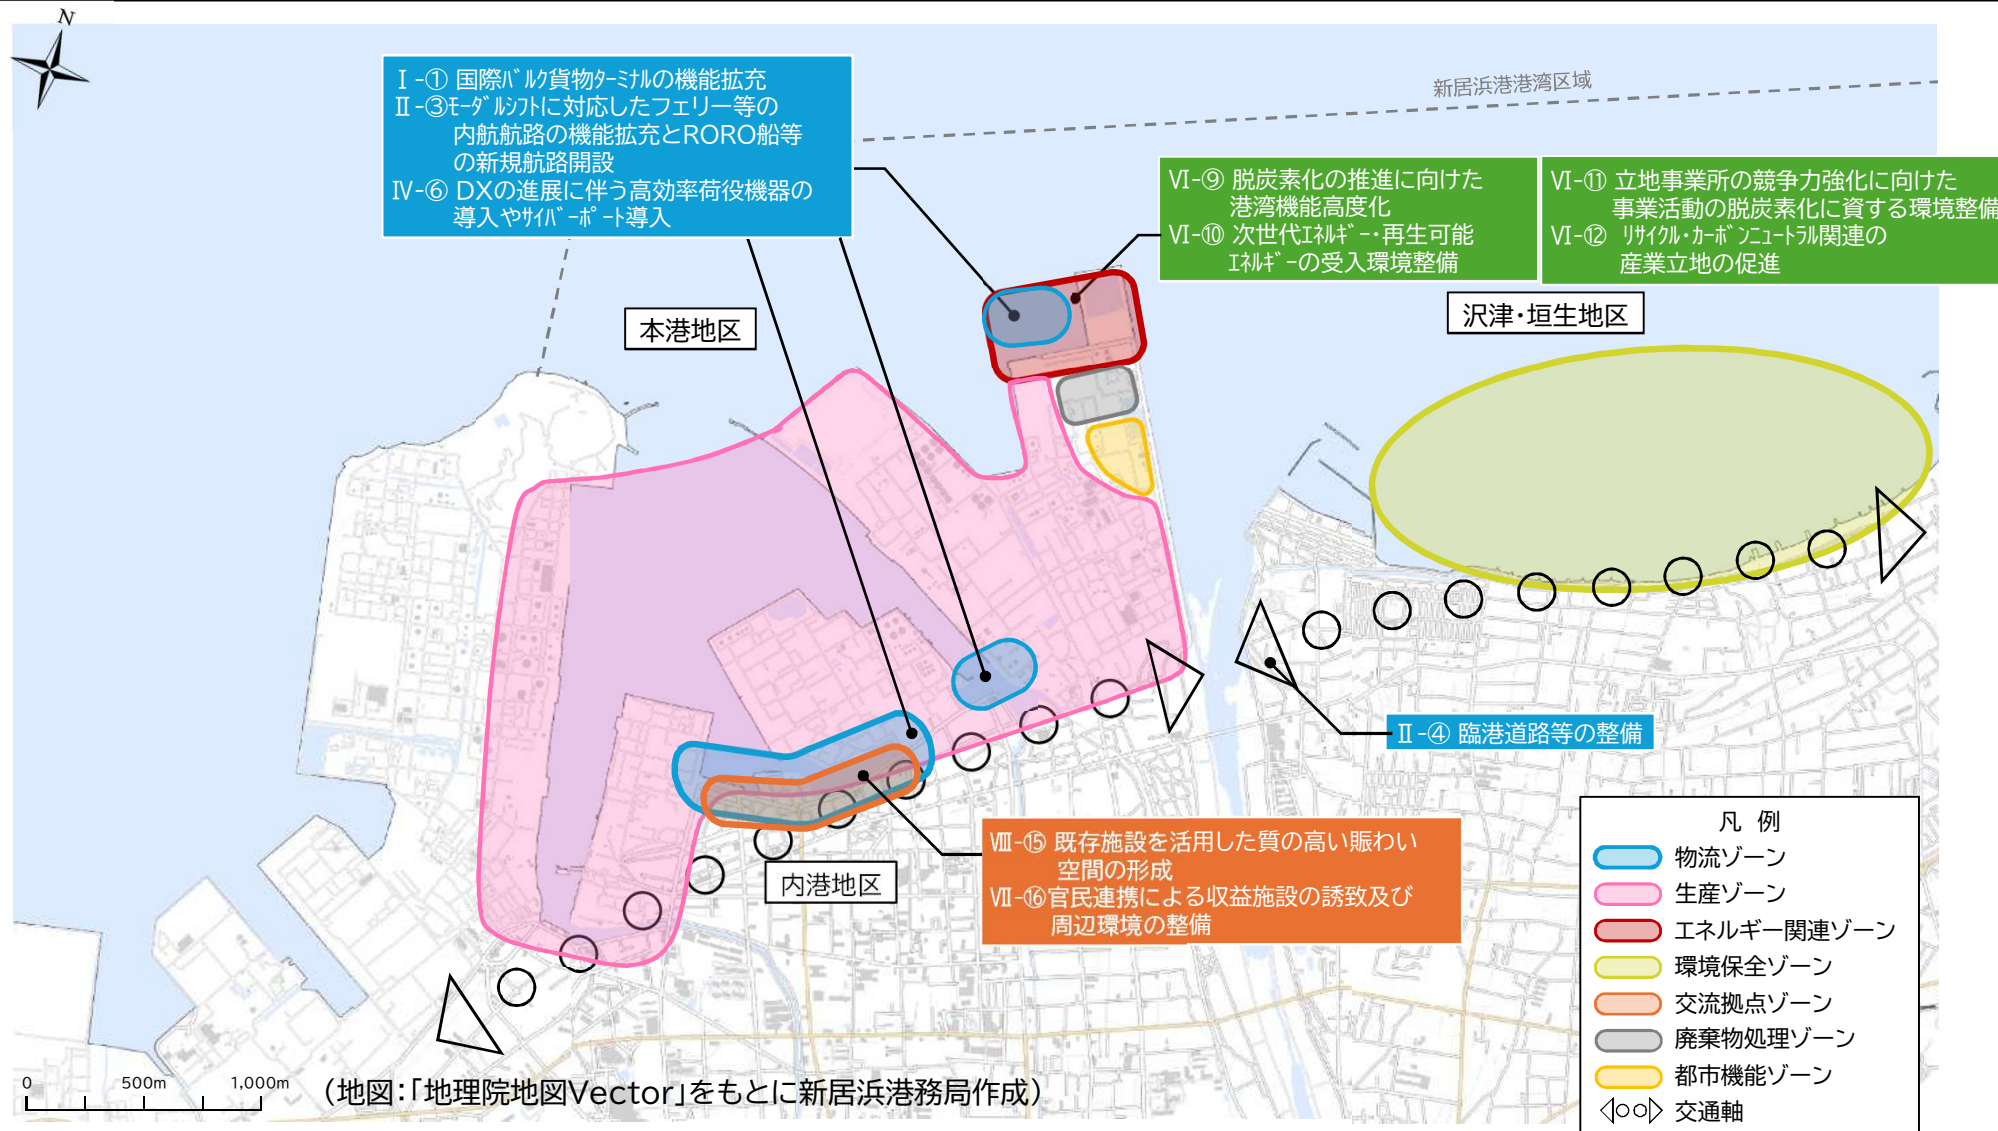 N
Ⅰ-① 国際バルク貨物ターミナルの機能拡充
Ⅱ-③モーダルシフトに対応したフェリー等の
内航航路の機能拡充とRORO船等
の新規航路開設
Ⅳ-⑥ DXの進展に伴う高効率荷役機器の
導入やサイバーポート導入
新居浜港港湾区域
Ⅵ-⑨ 脱炭素化の推進に向けた
港湾機能高度化
Ⅵ-⑩ 次世代エネルギー・再生可能
エネルギーの受入環境整備
Ⅵ-⑪ 立地事業所の競争力強化に向けた
事業活動の脱炭素化に資する環境整備
Ⅵ-⑫ リサイクル・カーボンニュートラル関連の
産業立地の促進
本港地区
沢津・垣生地区
Ⅱ-④ 臨港道路等の整備
Ⅷ-⑮ 既存施設を活用した質の高い賑わい
空間の形成
Ⅶ-⑯官民連携による収益施設の誘致及び
周辺環境の整備
内港地区
凡 例
物流ゾーン
生産ゾーン
エネルギー関連ゾーン
環境保全ゾーン
交流拠点ゾーン
廃棄物処理ゾーン
都市機能ゾーン
交通軸
0 500m 1,000m
（地図：「地理院地図Vector」をもとに新居浜港務局作成）